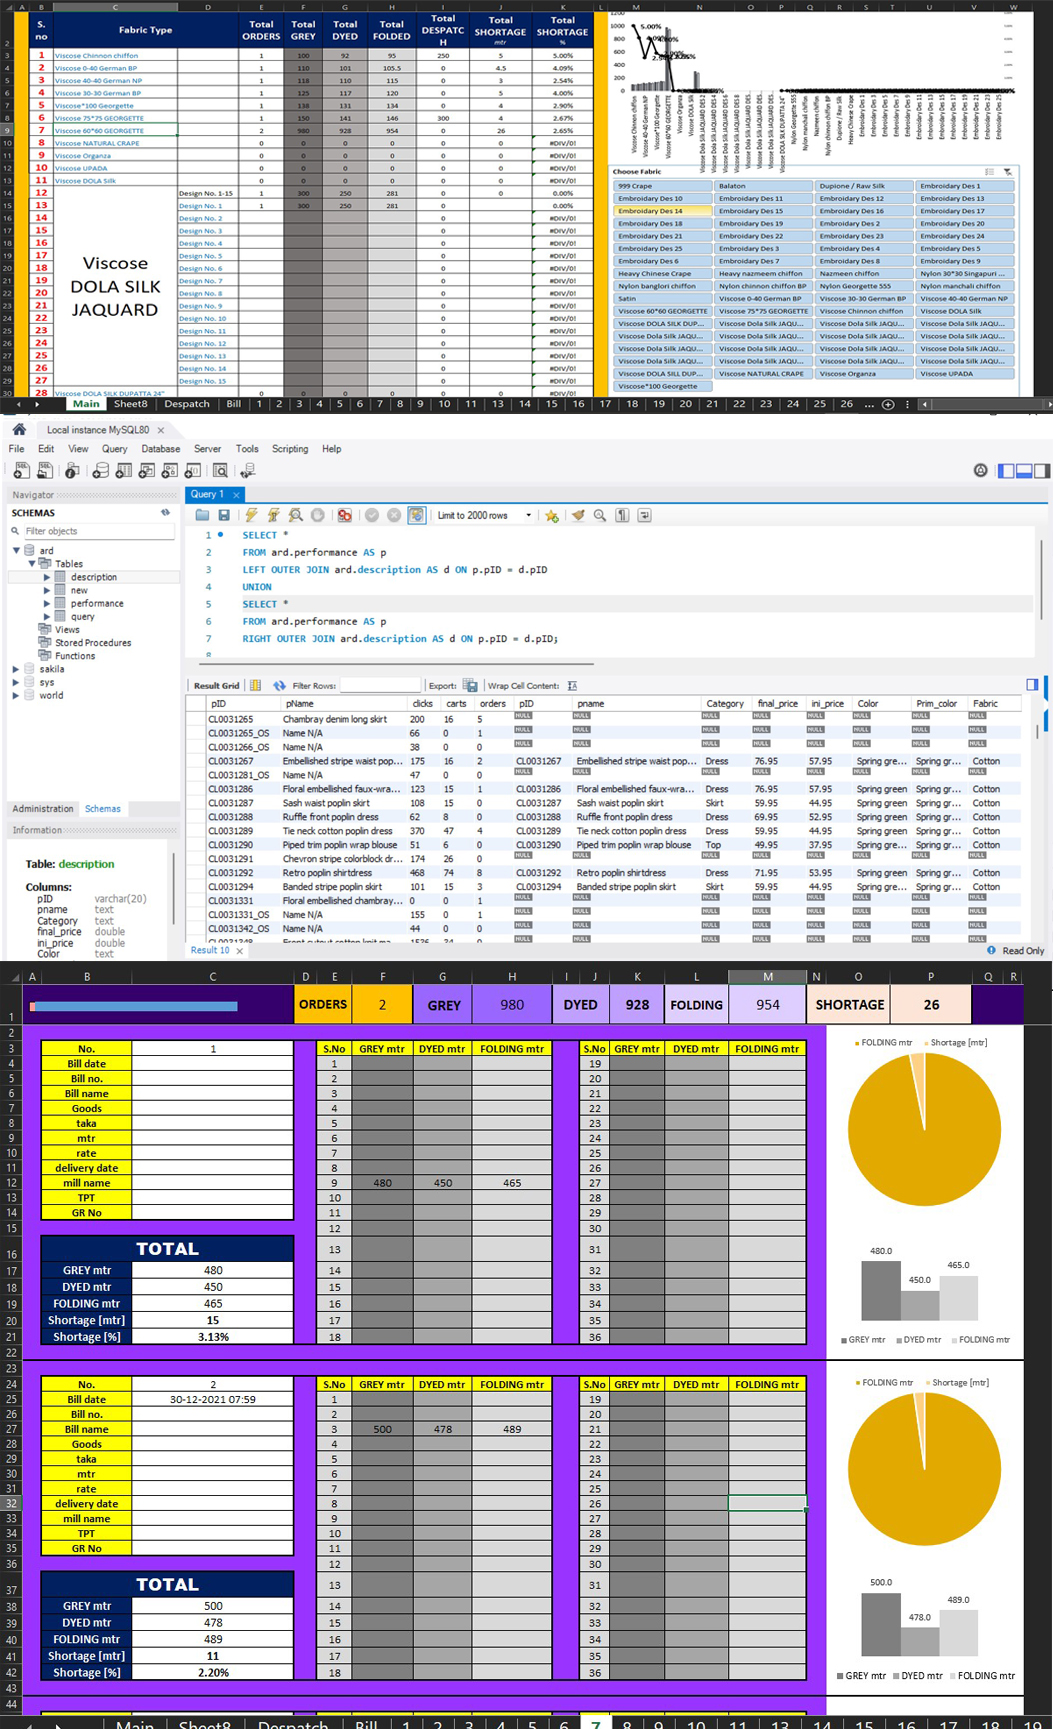 A B C D E F G H I J K L M N O P Q R S T U V W
S. no Fabric Type Total ORDERS Total GREY Total DYED Total FOLDED Total DESPATCH Total SHORTAGE mtr Total SHORTAGE %
1 Viscose Chinnon chiffon 1 100 92 95 250 5 5.00%
2 Viscose 0-40 German BP 1 110 101 105.5 0 4.5 4.09%
3 Viscose 40-40 German NP 1 118 110 115 0 3 2.54%
4 Viscose 30-30 German BP 1 125 117 120 0 5 4.00%
5 Viscose*100 Georgette 1 138 131 134 0 4 2.90%
6 Viscose 75*75 GEORGETTE 1 150 141 146 300 4 2.67%
7 Viscose 60*60 GEORGETTE 2 980 928 954 0 26 2.65%
8 Viscose NATURAL CRAPE 0 0 0 0 0 0 #DIV/0!
9 Viscose Organza 0 0 0 0 0 0 #DIV/0!
10 Viscose UPADA 0 0 0 0 0 0 #DIV/0!
11 Viscose DOLA Silk 0 0 0 0 0 0 #DIV/0!
12 Design No. 1-15 1 300 250 281 0 0 0.00%
13 Design No. 1 1 300 250 281 0 0.00%
14 Design No. 2 0 #DIV/0!
15 Design No. 3 0 #DIV/0!
16 Design No. 4 0 #DIV/0!
17 Design No. 5 0 #DIV/0!
18 Design No. 6 0 #DIV/0!
19 Design No. 7 0 #DIV/0!
20 Design No. 8 0 #DIV/0!
21 Design No. 9 0 #DIV/0!
22 Design No. 10 0 #DIV/0!
23 Design No. 11 0 #DIV/0!
24 Design No. 12 0 #DIV/0!
25 Design No. 13 0 #DIV/0!
26 Design No. 14 0 #DIV/0!
27 Design No. 15 0 #DIV/0!
28 Viscose DOLA SILK DUPATTA 24" 0 0 0 0 0 0 #DIV/0!
Viscose
DOLA SILK
JAQUARD
1200
1000
800
600
400
200
0
5.00%
Choose Fabric
999 Crape Balaton Dupione / Raw Silk Embroidary Des 1
Embroidary Des 10 Embroidary Des 11 Embroidary Des 12 Embroidary Des 13
Embroidary Des 14 Embroidary Des 15 Embroidary Des 16 Embroidary Des 17
Embroidary Des 18 Embroidary Des 19 Embroidary Des 2 Embroidary Des 20
Embroidary Des 21 Embroidary Des 22 Embroidary Des 23 Embroidary Des 24
Embroidary Des 25 Embroidary Des 3 Embroidary Des 4 Embroidary Des 5
Embroidary Des 6 Embroidary Des 7 Embroidary Des 8 Embroidary Des 9
Heavy Chinese Crape Heavy nazmeem chiffon Nazmeen chiffon Nylon 30*30 Singapuri ...
Nylon banglori chiffon Nylon chinnon chiffon BP Nylon Georgette 555 Nylon manchali chiffon
Satin Viscose 0-40 German BP Viscose 30-30 German BP Viscose 40-40 German NP
Viscose 60*60 GEORGETTE Viscose 75*75 GEORGETTE Viscose Chinnon chiffon Viscose DOLA Silk
Viscose DOLA SILK DUP... Viscose Dola Silk JAQU... Viscose Dola Silk JAQU... Viscose Dola Silk JAQU...
Viscose Dola Silk JAQU... Viscose Dola Silk JAQU... Viscose Dola Silk JAQU... Viscose Dola Silk JAQU...
Viscose Dola Silk JAQU... Viscose Dola Silk JAQU... Viscose Dola Silk JAQU... Viscose Dola Silk JAQU...
Viscose Dola Silk JAQU... Viscose Dola Silk JAQU... Viscose Dola Silk JAQU... Viscose Dola Silk JAQU...
Viscose DOLA SILL DUP... Viscose NATURAL CRAPE Viscose Organza Viscose UPADA
Viscose*100 Georgette
Main Sheet8 Despatch Bill 1 2 3 4 5 6 7 8 9 10 11 12 13 14 15 16 17 18 19 20 21 22 23 24 25 26 ...
Local instance MySQL80
File Edit View Query Database Server Tools Scripting Help
Navigator
SCHEMAS
Filter objects
ard
Tables
description
new
performance
query
Views
Stored Procedures
Functions
sakila
sys
world
Administration Schemas
Information
Table: description
Columns:
pID varchar(20)
pname text
Category text
final_price double
ini_price double
Color text
Query 1
Limit to 2000 rows
1 SELECT *
2 FROM ard.performance AS p
3 LEFT OUTER JOIN ard.description AS d ON p.pID = d.pID
4 UNION
5 SELECT *
6 FROM ard.performance AS p
7 RIGHT OUTER JOIN ard.description AS d ON p.pID = d.pID;
8
Result Grid Filter Rows: Export: Wrap Cell Content:
pID pName clicks carts orders pID pname Category final_price ini_price Color Prim_color Fabric
CL0031265 Chambray denim long skirt 200 16 5 NULL NULL NULL NULL NULL NULL NULL NULL
CL0031265_OS Name N/A 66 0 1 NULL NULL NULL NULL NULL NULL NULL NULL
CL0031266_OS Name N/A 38 0 0 NULL NULL NULL NULL NULL NULL NULL NULL
CL0031267 Embellished stripe waist pop... 175 16 2 CL0031267 Embellished stripe waist pop... Dress 76.95 57.95 Spring gre... Spring gr... Cotton
CL0031281_OS Name N/A 47 0 0 NULL NULL NULL NULL NULL NULL NULL NULL
CL0031286 Floral embellished faux-wra... 123 15 1 CL0031286 Floral embellished faux-wra... Dress 76.95 57.95 Spring green Spring gr... Cotton
CL0031287 Sash waist poplin skirt 108 15 0 CL0031287 Sash waist poplin skirt Skirt 59.95 44.95 Spring green Spring gr... Cotton
CL0031288 Ruffle front poplin dress 62 8 0 CL0031288 Ruffle front poplin dress Dress 69.95 52.95 Spring green Spring gr... Cotton
CL0031289 Tie neck cotton poplin dress 370 47 4 CL0031289 Tie neck cotton poplin dress Dress 59.95 44.95 Spring green Spring gr... Cotton
CL0031290 Piped trim poplin wrap blouse 51 6 0 CL0031290 Piped trim poplin wrap blouse Top 49.95 37.95 Spring gre... Spring gr... Cotton
CL0031291 Chevron stripe colorblock dr... 174 26 0 NULL NULL NULL NULL NULL NULL NULL NULL
CL0031292 Retro poplin shirtdress 468 74 8 CL0031292 Retro poplin shirtdress Dress 71.95 53.95 Spring green Spring gr... Cotton
CL0031294 Banded stripe poplin skirt 101 15 3 CL0031294 Banded stripe poplin skirt Skirt 59.95 44.95 Spring gre... Spring gr... Cotton
CL0031331 Floral embellished chambray... 0 0 1 NULL NULL NULL NULL NULL NULL NULL NULL
CL0031331_OS Name N/A 155 0 1 NULL NULL NULL NULL NULL NULL NULL NULL
CL0031342_OS Name N/A 44 0 0 NULL NULL NULL NULL NULL NULL NULL NULL
Result 10 Read Only
A B C D E F G H I J K L M N O P Q R
ORDERS 2 GREY 980 DYED 928 FOLDING 954 SHORTAGE 26
No. 1
Bill date
Bill no.
Bill name
Goods
taka
mtr
rate
delivery date
mill name
TPT
GR No
TOTAL
GREY mtr 480
DYED mtr 450
FOLDING mtr 465
Shortage [mtr] 15
Shortage [%] 3.13%
S.No GREY mtr DYED mtr FOLDING mtr S.No GREY mtr DYED mtr FOLDING mtr
1 19
2 20
3 21
4 22
5 23
6 24
7 25
8 26
9 480 450 465 27
10 28
11 29
12 30
13 31
14 32
15 33
16 34
17 35
18 36
FOLDING mtr Shortage [mtr]
480.0 450.0 465.0
GREY mtr DYED mtr FOLDING mtr
No. 2
Bill date 30-12-2021 07:59
Bill no.
Bill name
Goods
taka
mtr
rate
delivery date
mill name
TPT
GR No
TOTAL
GREY mtr 500
DYED mtr 478
FOLDING mtr 489
Shortage [mtr] 11
Shortage [%] 2.20%
S.No GREY mtr DYED mtr FOLDING mtr S.No GREY mtr DYED mtr FOLDING mtr
1 19
2 20
3 500 478 489 21
4 22
5 23
6 24
7 25
8 26
9 27
10 28
11 29
12 30
13 31
14 32
15 33
16 34
17 35
18 36
FOLDING mtr Shortage [mtr]
500.0 478.0 489.0
GREY mtr DYED mtr FOLDING mtr
Main Sheet8 Despatch Bill 1 2 3 4 5 6 7 8 9 10 11 12 13 14 15 16 17 18 19